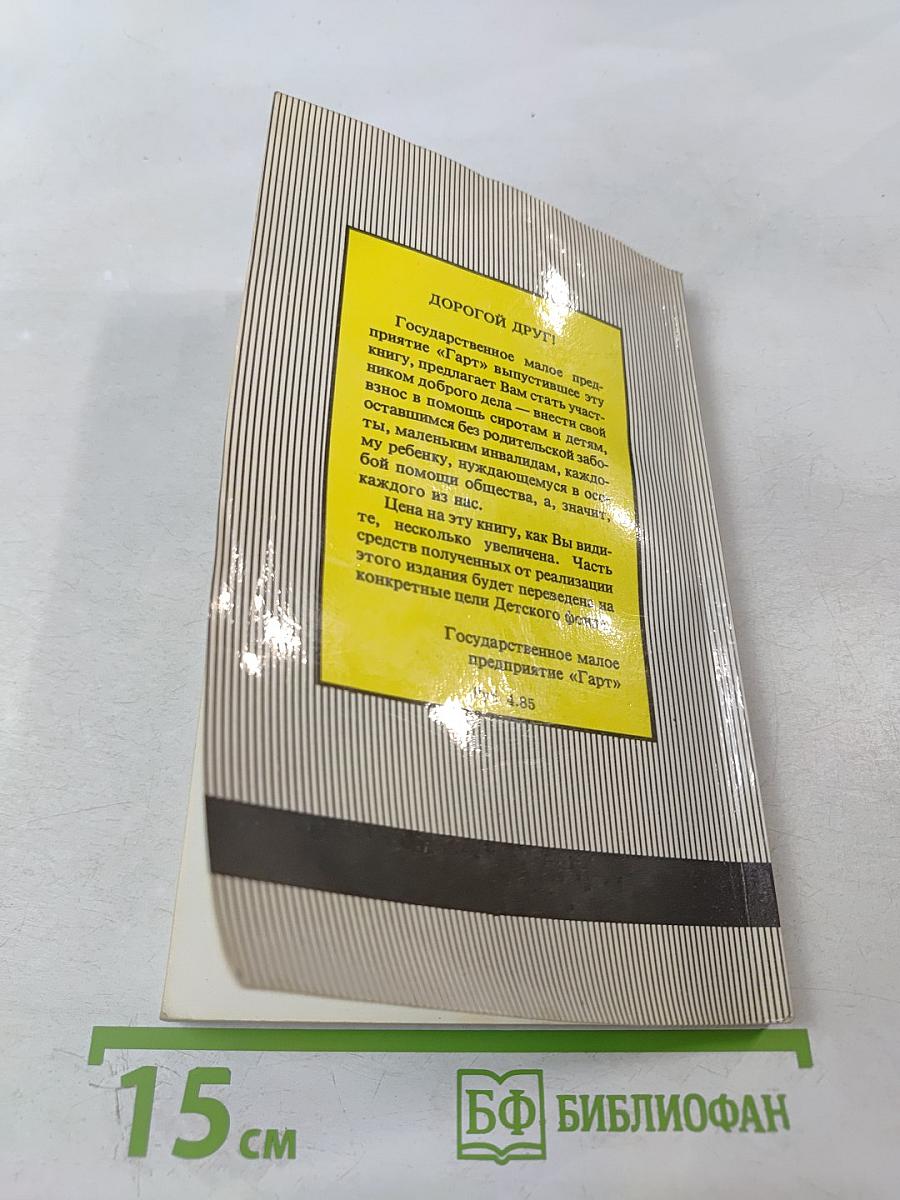 ДОРОГОЙ ДРУГ!
Государственное малое пред-
приятие «Гарт» выпустившее эту
книгу, предлагает Вам стать участ-
ником доброго дела — внести свой
взнос в помощь сиротам и детям,
оставшимся без родительской забо-
ты, маленьким инвалидам, каждо-
му ребенку, нуждающемуся в осо-
бой помощи общества, а, значит,
каждого из нас.
Цена на эту книгу, как Вы види-
те, несколько увеличена. Часть
средств полученных от реализации
этого издания будет переведена на
конкретные цели Детского фонда.
Государственное малое
предприятие «Гарт»
4.85
15 см
БФ БИБЛИОФАН